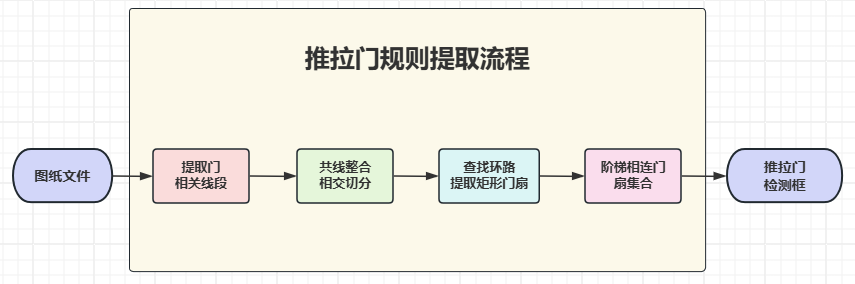 推拉门规则提取流程
图纸文件
提取门
相关线段
共线整合
相交切分
查找环路
提取矩形门扇
阶梯相连门
扇集合
推拉门
检测框